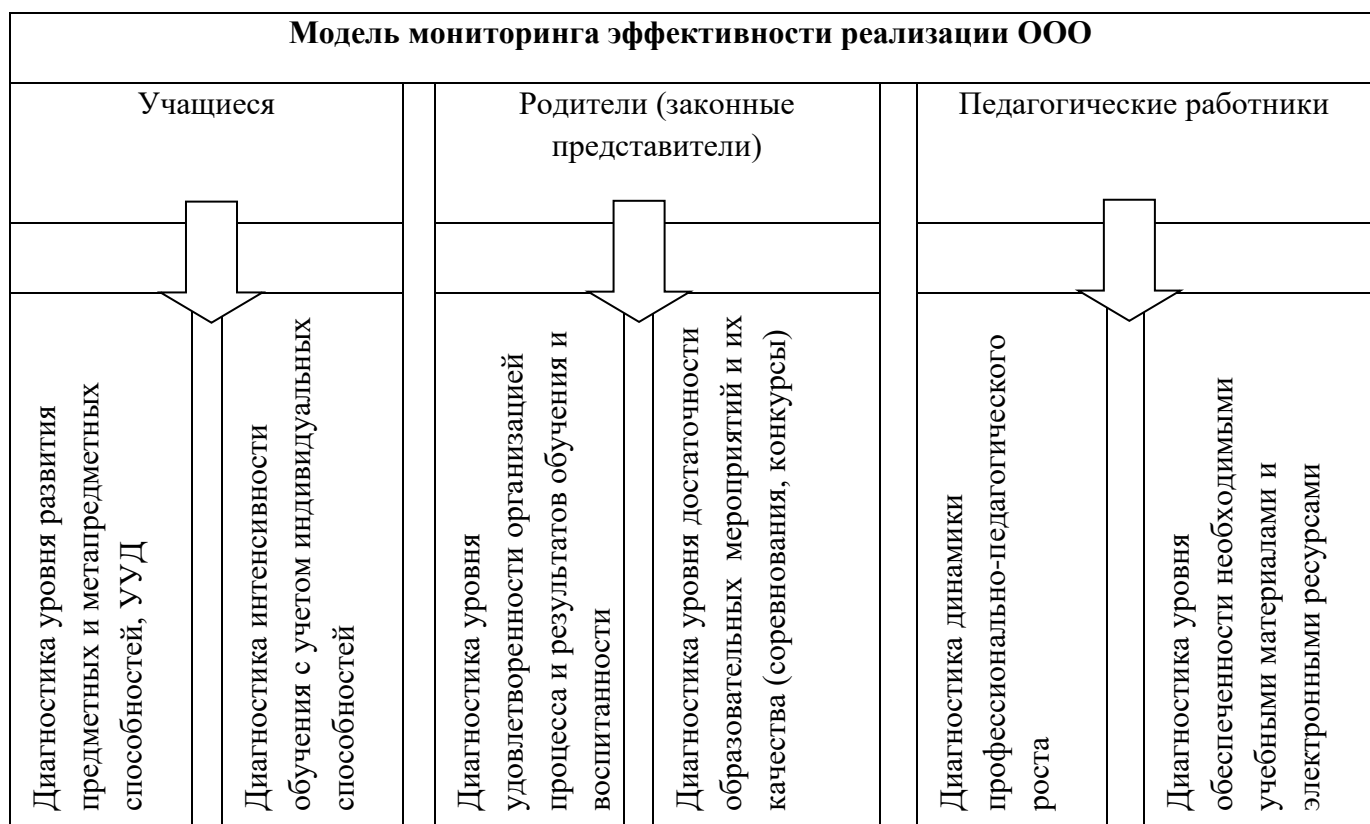 Модель мониторинга эффективности реализации ООО
Учащиеся
Родители (законные
представители)
Педагогические работники
Диагностика уровня развития
предметных и метапредметных
способностей, УУД
Диагностика интенсивности
обучения с учетом индивидуальных
способностей
Диагностика уровня
удовлетворенности организацией
процесса и результатов обучения и
воспитанности
Диагностика уровня достаточности
образовательных мероприятий и их
качества (соревнования, конкурсы)
Диагностика динамики
профессионально-педагогического
роста
Диагностика уровня
обеспеченности необходимыми
учебными материалами и
электронными ресурсами